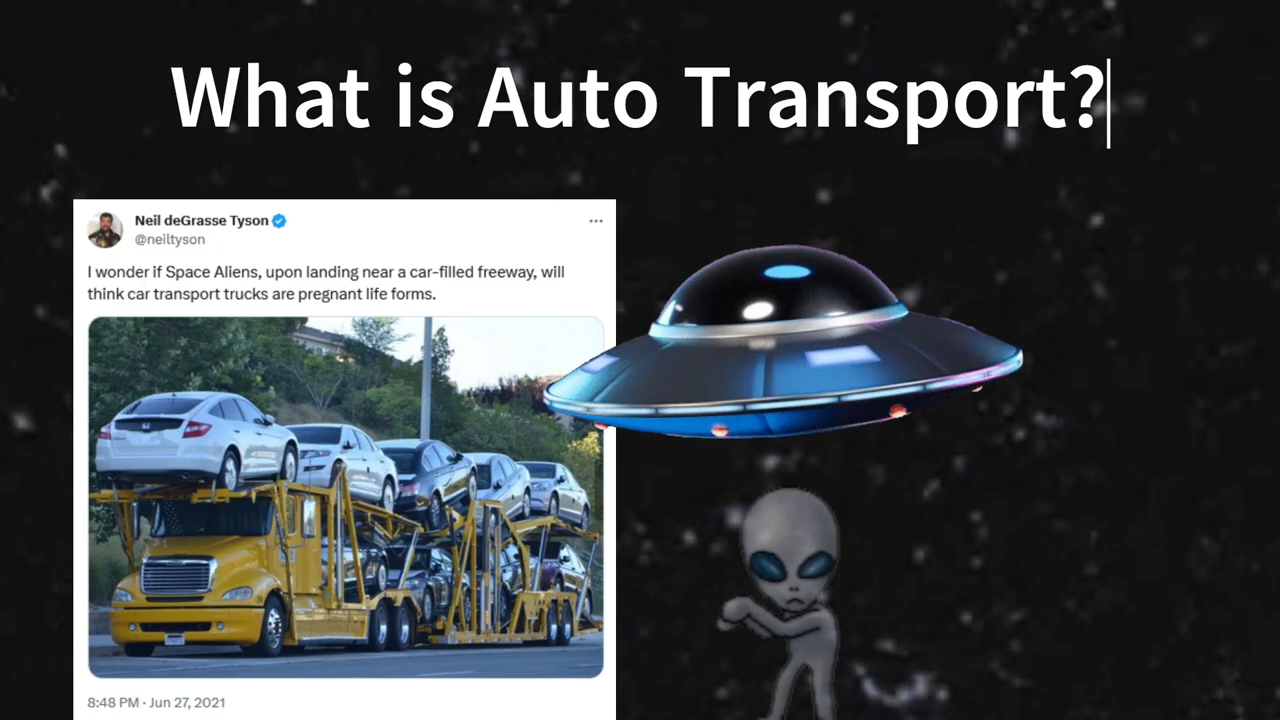 What is Auto Transport?
Neil deGrasse Tyson
@neiltyson
I wonder if Space Aliens, upon landing near a car-filled freeway, will
think car transport trucks are pregnant life forms.
8:48 PM · Jun 27, 2021